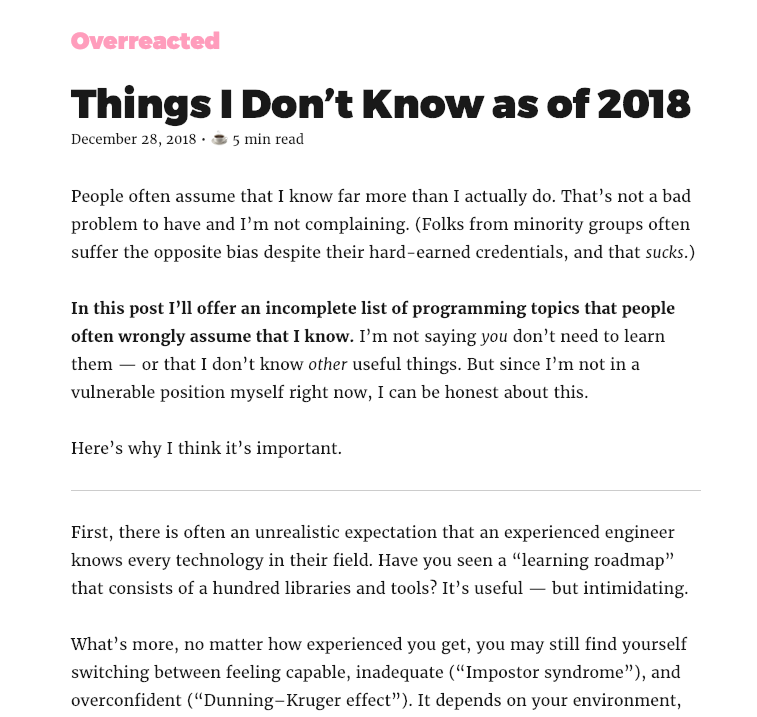 Overreacted
Things I Don’t Know as of 2018
December 28, 2018 • ☕ 5 min read
People often assume that I know far more than I actually do. That’s not a bad
problem to have and I’m not complaining. (Folks from minority groups often
suffer the opposite bias despite their hard-earned credentials, and that sucks.)
In this post I’ll offer an incomplete list of programming topics that people
often wrongly assume that I know. I’m not saying you don’t need to learn
them — or that I don’t know other useful things. But since I’m not in a
vulnerable position myself right now, I can be honest about this.
Here’s why I think it’s important.
First, there is often an unrealistic expectation that an experienced engineer
knows every technology in their field. Have you seen a “learning roadmap”
that consists of a hundred libraries and tools? It’s useful — but intimidating.
What’s more, no matter how experienced you get, you may still find yourself
switching between feeling capable, inadequate (“Impostor syndrome”), and
overconfident (“Dunning–Kruger effect”). It depends on your environment,